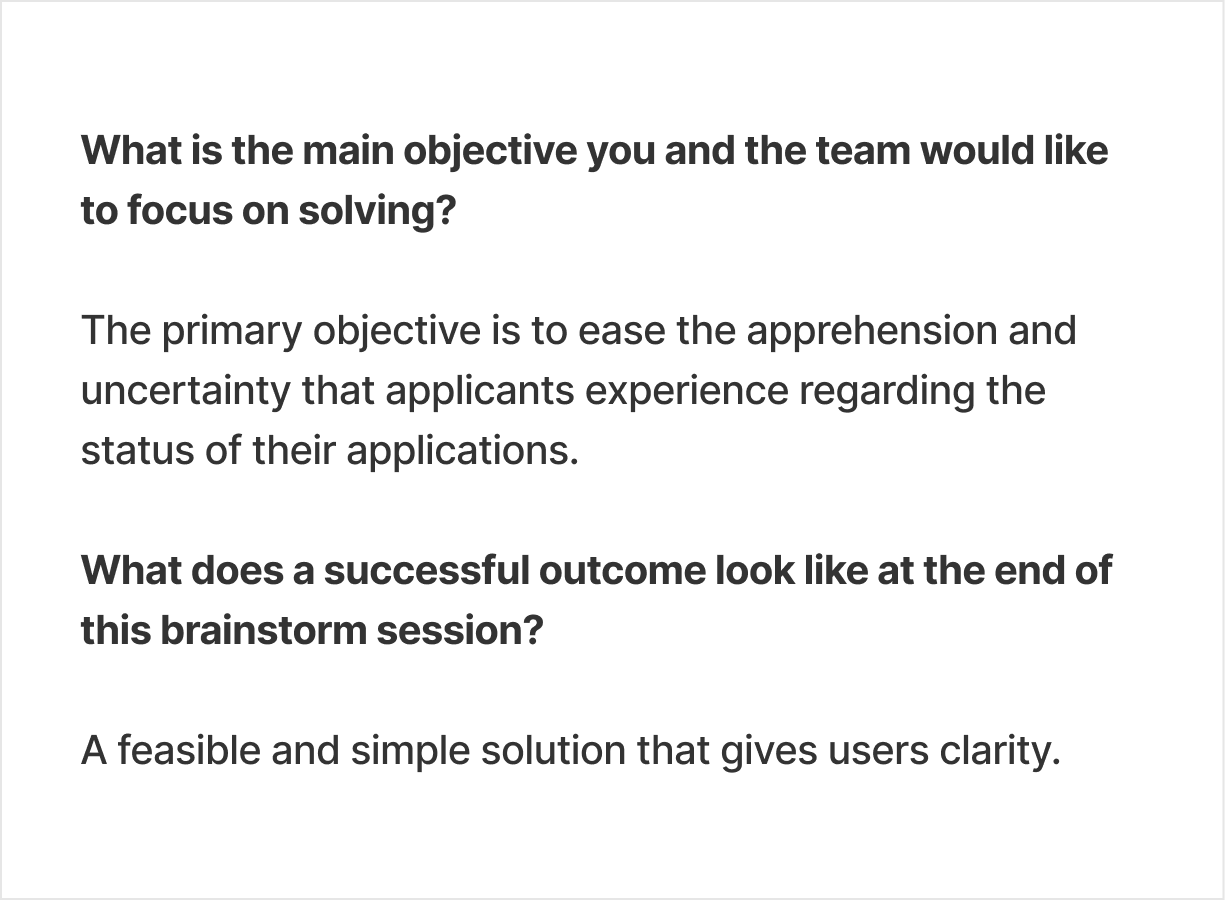 What is the main objective you and the team would like
to focus on solving?
The primary objective is to ease the apprehension and
uncertainty that applicants experience regarding the
status of their applications.
What does a successful outcome look like at the end of
this brainstorm session?
A feasible and simple solution that gives users clarity.